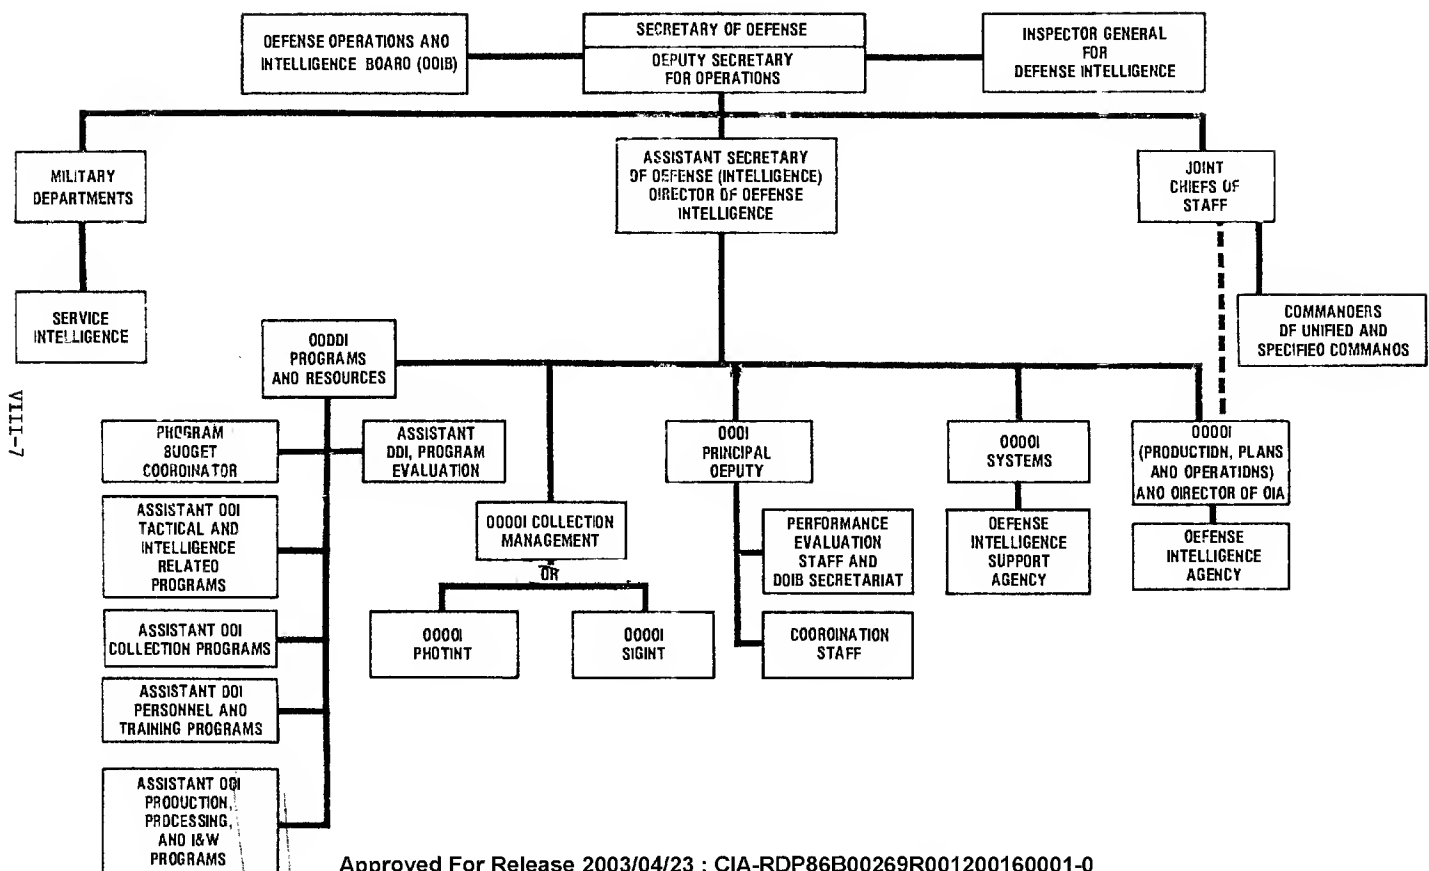 DEFENSE OPERATIONS AND
INTELLIGENCE BOARD (DOIB)
SECRETARY OF DEFENSE
DEPUTY SECRETARY
FOR OPERATIONS
INSPECTOR GENERAL
FOR
DEFENSE INTELLIGENCE
MILITARY
DEPARTMENTS
ASSISTANT SECRETARY
OF DEFENSE (INTELLIGENCE)
DIRECTOR OF DEFENSE
INTELLIGENCE
JOINT
CHIEFS OF
STAFF
SERVICE
INTELLIGENCE
COMMANDERS
OF UNIFIED AND
SPECIFIED COMMANDS
DDDDI
PROGRAMS
AND RESOURCES
VIII-7
PROGRAM
BUDGET
COORDINATOR
ASSISTANT
DDI, PROGRAM
EVALUATION
DDDI
PRINCIPAL
DEPUTY
DDDDI
SYSTEMS
DDDDI
(PRODUCTION, PLANS
AND OPERATIONS)
AND DIRECTOR OF DIA
ASSISTANT DDI
TACTICAL AND
INTELLIGENCE
RELATED
PROGRAMS
DDDDI COLLECTION
MANAGEMENT
OR
PERFORMANCE
EVALUATION
STAFF AND
DOIB SECRETARIAT
DEFENSE
INTELLIGENCE
SUPPORT
AGENCY
DEFENSE
INTELLIGENCE
AGENCY
ASSISTANT DDI
COLLECTION PROGRAMS
DDDDI
PHOTINT
DDDDI
SIGINT
COORDINATION
STAFF
ASSISTANT DDI
PERSONNEL AND
TRAINING PROGRAMS
ASSISTANT DDI
PRODUCTION,
PROCESSING,
AND I&W
PROGRAMS
Approved For Release 2003/04/23 : CIA-RDP86B00269R001200160001-0